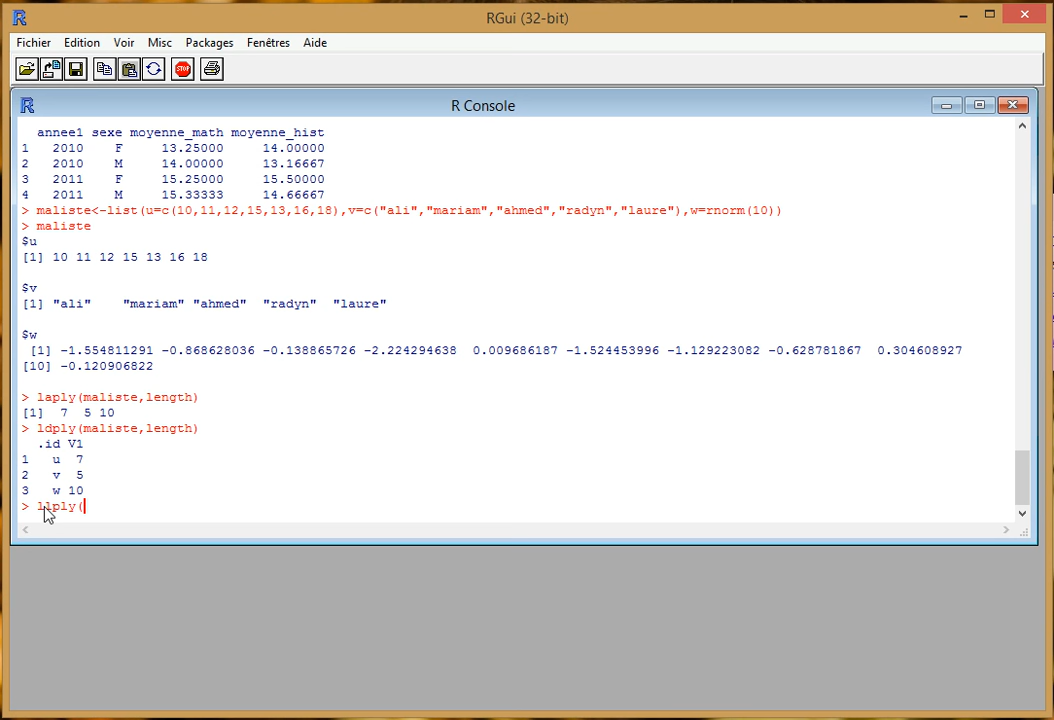 RGui (32-bit)
Fichier Edition Voir Misc Packages Fenêtres Aide
STOP
R Console
annee1 sexe moyenne_math moyenne_hist
1 2010 F 13.25000 14.00000
2 2010 M 14.00000 13.16667
3 2011 F 15.25000 15.50000
4 2011 M 15.33333 14.66667
> maliste<-list(u=c(10,11,12,15,13,16,18),v=c("ali","mariam","ahmed","radyn","laure"),w=rnorm(10))
> maliste
$u
[1] 10 11 12 15 13 16 18
$v
[1] "ali" "mariam" "ahmed" "radyn" "laure"
$w
[1] -1.554811291 -0.868628036 -0.138865726 -2.224294638 0.009686187 -1.524453996 -1.129223082 -0.628781867 0.304608927
[10] -0.120906822
> laply(maliste,length)
[1] 7 5 10
> ldply(maliste,length)
.id V1
1 u 7
2 v 5
3 w 10
> llply(